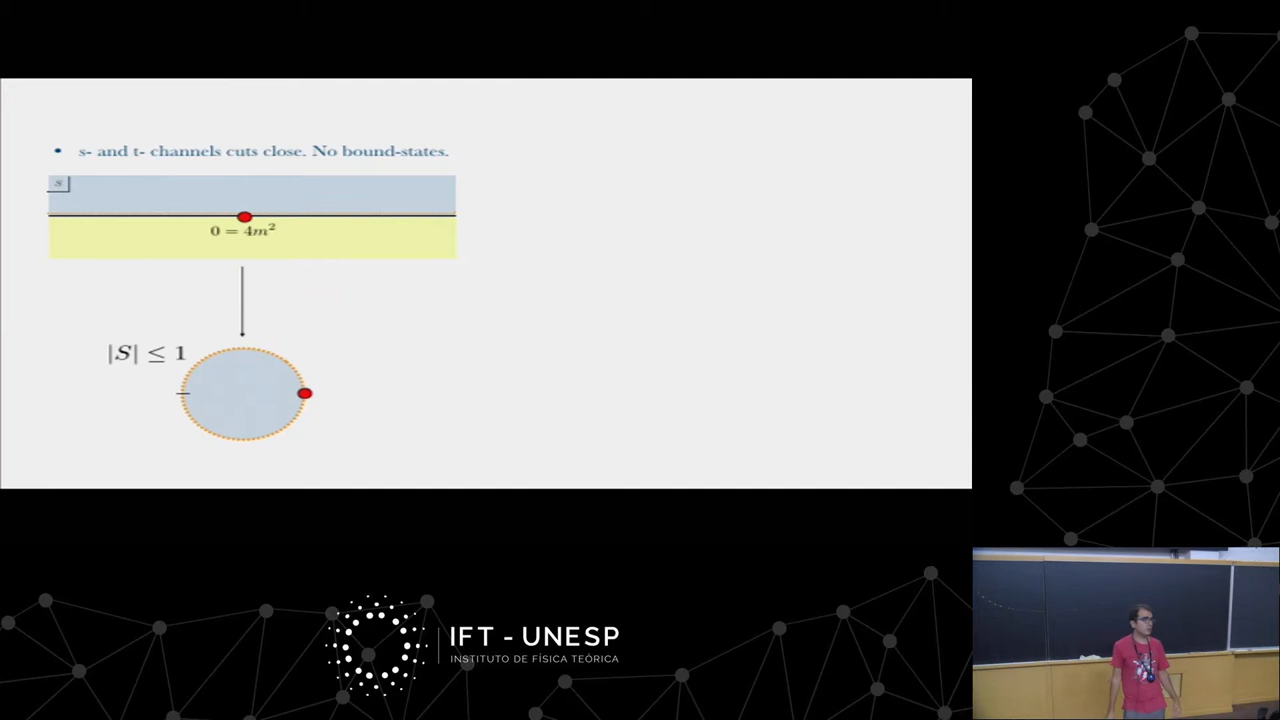 • s- and t- channels cuts close. No bound-states.
s
0 = 4m²
|S| ≤ 1
IFT - UNESP
INSTITUTO DE FÍSICA TEÓRICA